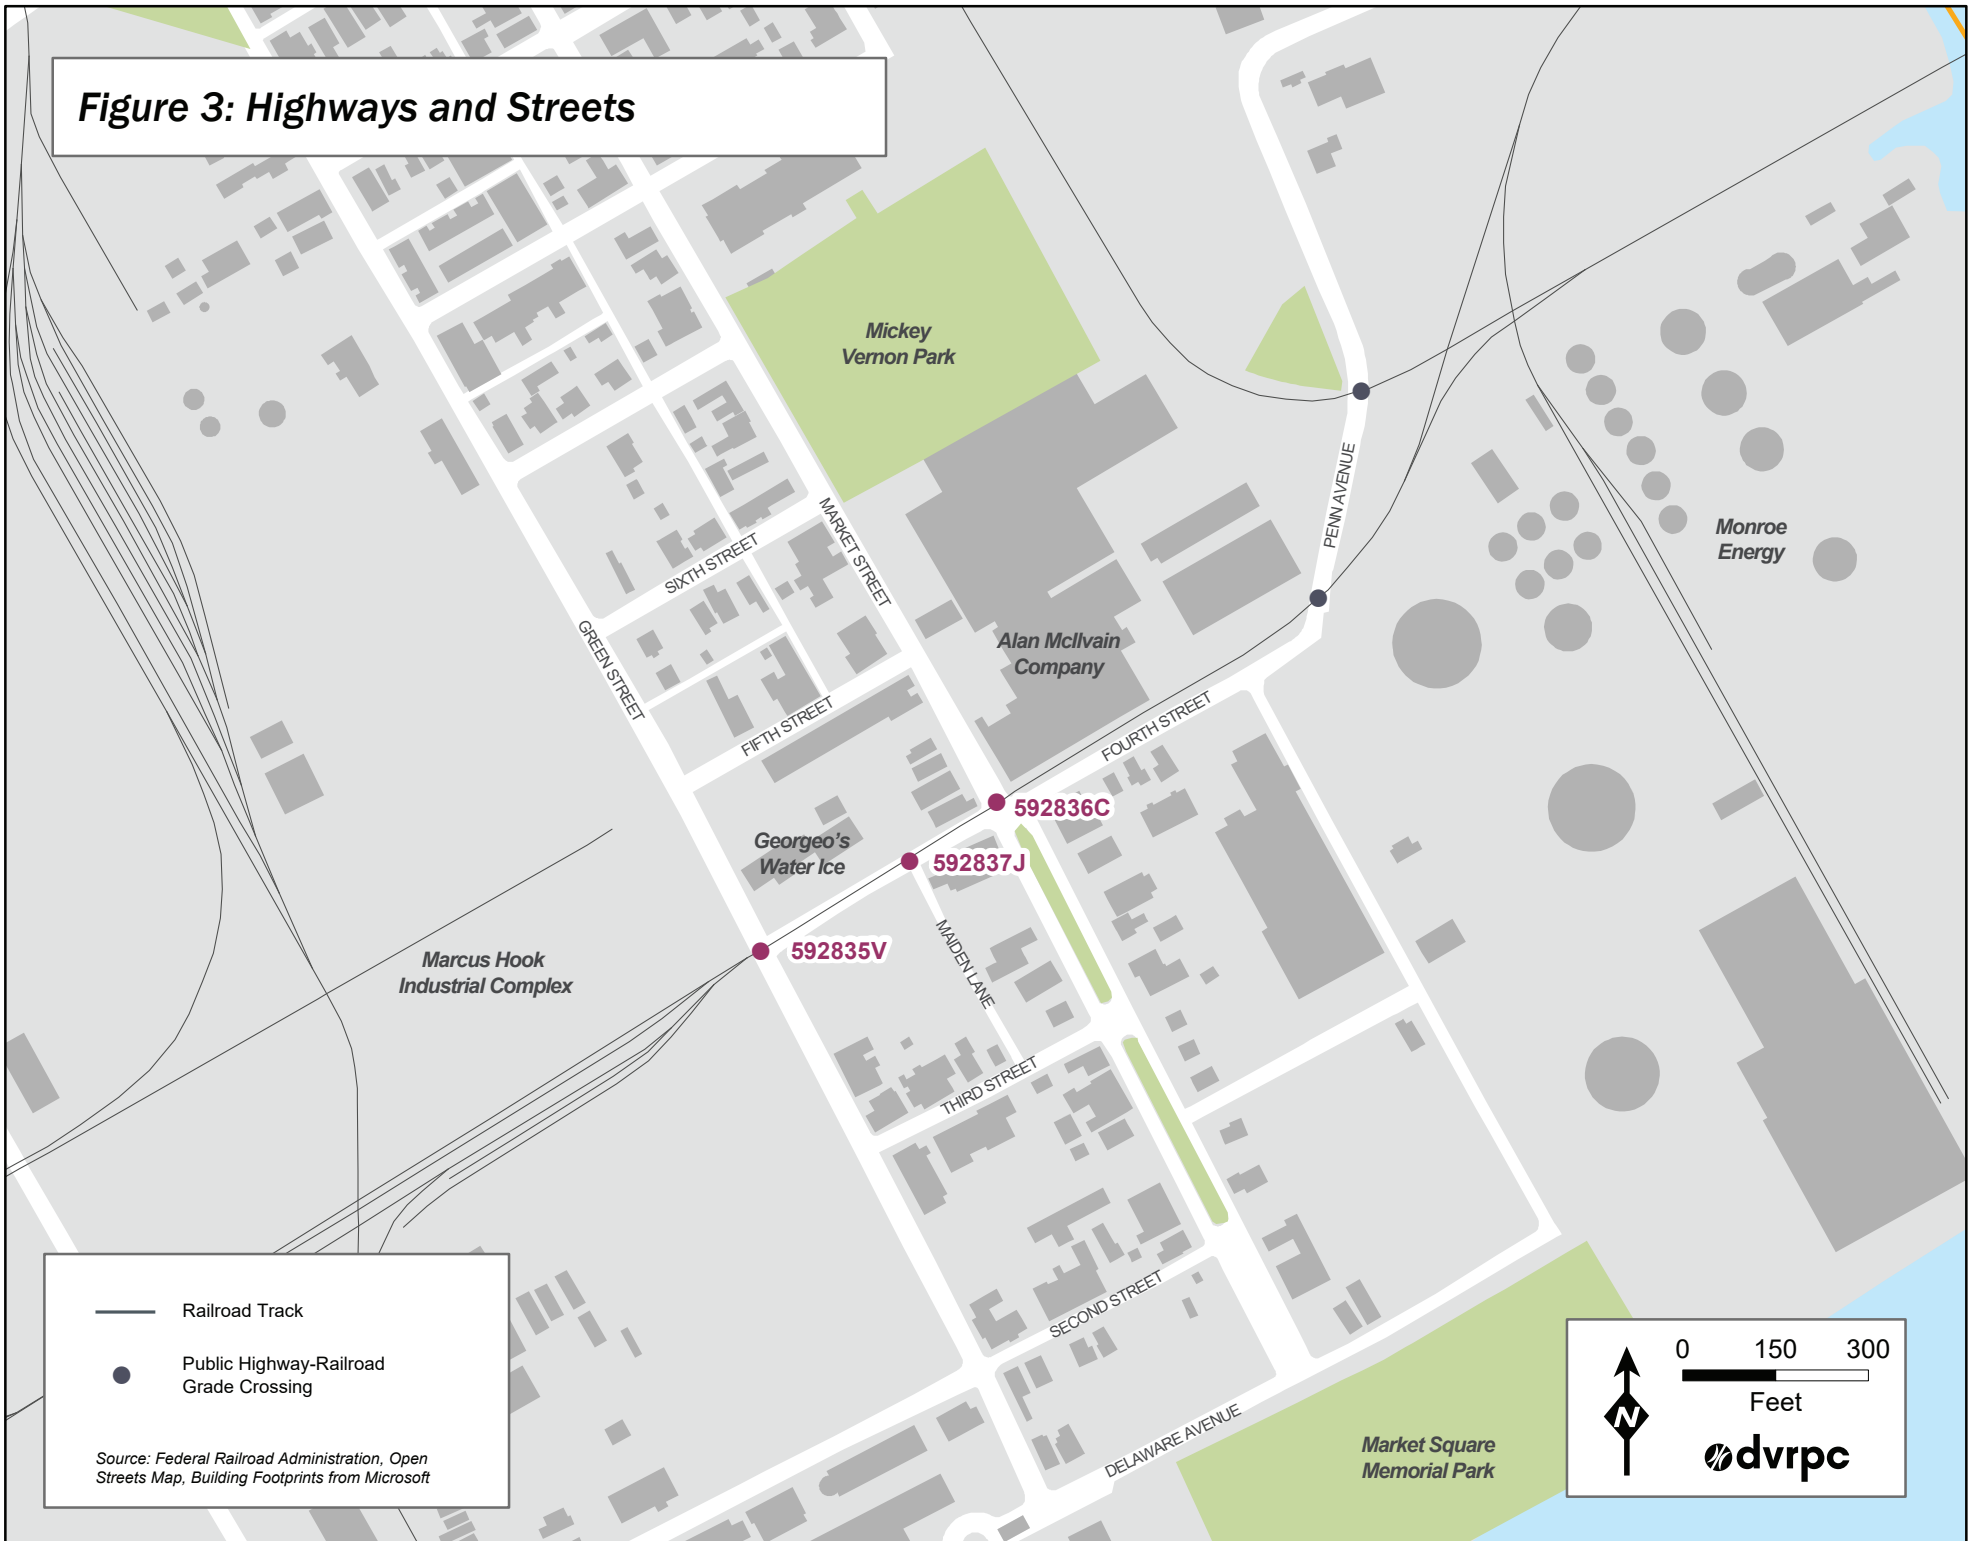 Figure 3: Highways and Streets
Mickey
Vernon Park
PENN AVENUE
MARKET STREET
Monroe
Energy
SIXTH STREET
GREEN STREET
Alan McIlvain
Company
FIFTH STREET
FOURTH STREET
592836C
Georgeo's
Water Ice
592837J
592835V
MAIDEN LANE
Marcus Hook
Industrial Complex
THIRD STREET
SECOND STREET
DELAWARE AVENUE
Market Square
Memorial Park
Railroad Track
Public Highway-Railroad
Grade Crossing
Source: Federal Railroad Administration, Open
Streets Map, Building Footprints from Microsoft
0 150 300
Feet
N
dvrpc